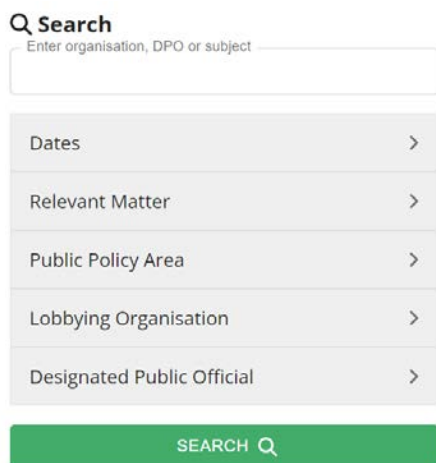 Search
Enter organisation, DPO or subject
Dates
Relevant Matter
Public Policy Area
Lobbying Organisation
Designated Public Official
SEARCH